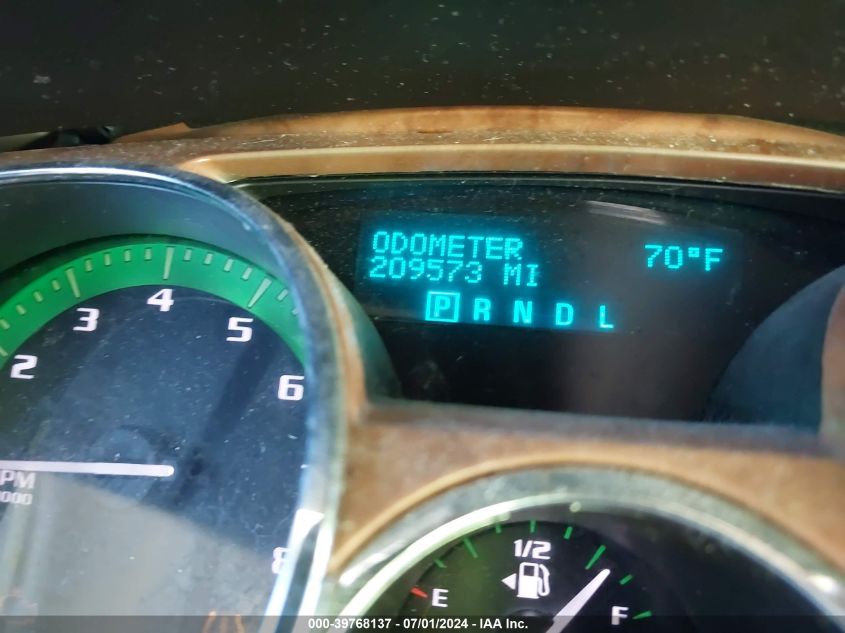 ODOMETER 70°F
209573 MI
P R N D L
2 3 4 5 6
PM
000
8
1/2
E F
000-39768137 - 07/01/2024 - IAA Inc.